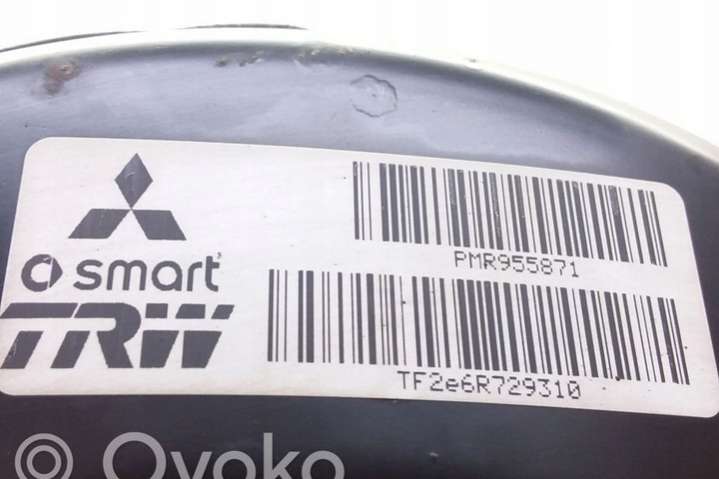 PMR955871
smart
TRW
TF2e6R729310
Ovoko